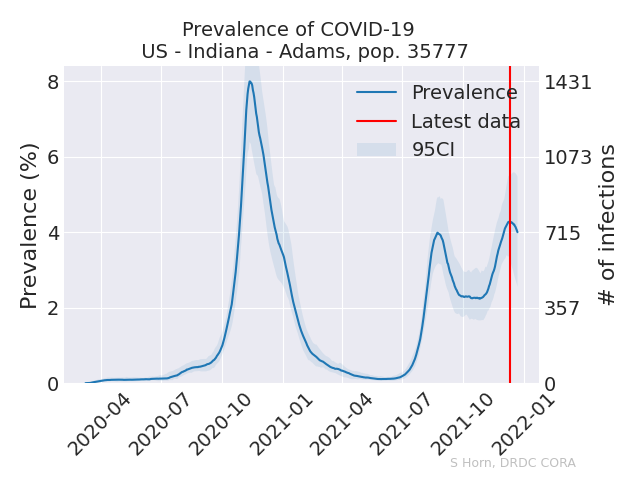 Prevalence of COVID-19
US - Indiana - Adams, pop. 35777
Prevalence (%)
8
6
4
2
0
Prevalence
Latest data
95CI
1431
1073
715
357
0
# of infections
2020-04
2020-07
2020-10
2021-01
2021-04
2021-07
2021-10
2022-01
S Horn, DRDC CORA